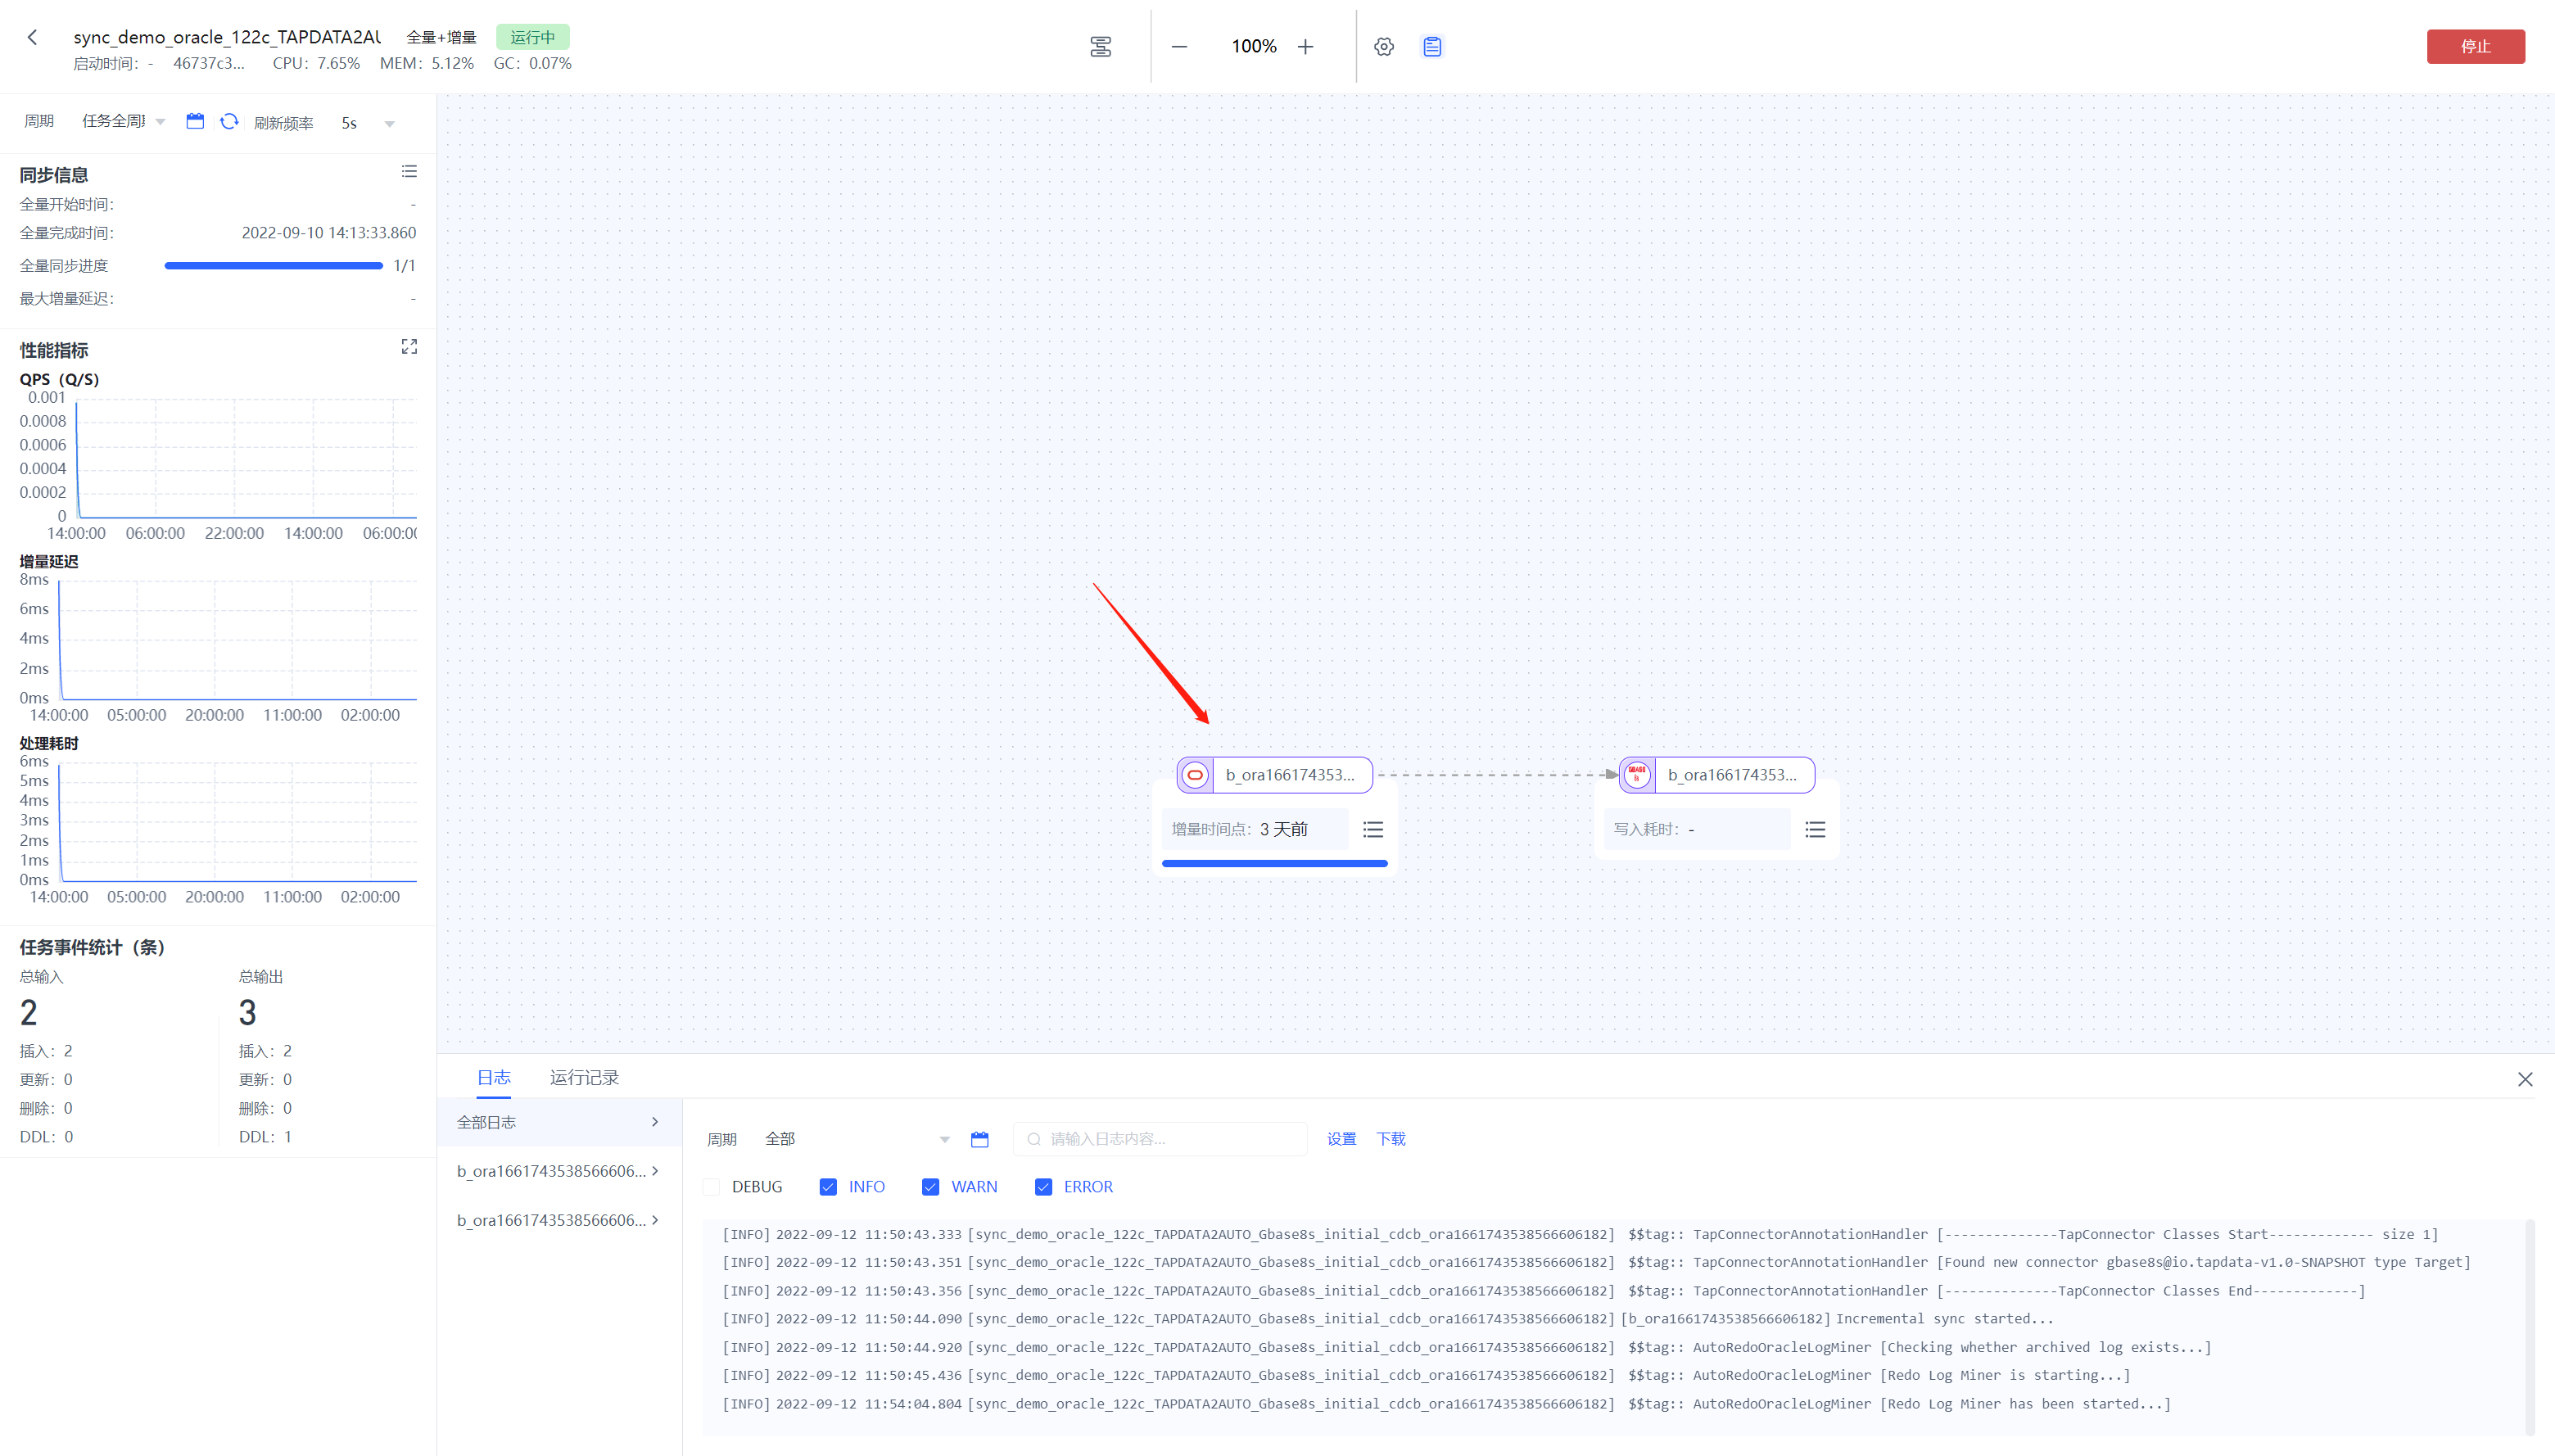 sync_demo_oracle_122c_TAPDATA2AU 全量+增量 运行中
启动时间: - 46737c3... CPU: 7.65% MEM: 5.12% GC: 0.07%
100%
停止
周期 任务全周期 刷新频率 5s
同步信息
全量开始时间: -
全量完成时间: 2022-09-10 14:13:33.860
全量同步进度 1/1
最大增量延迟: -
性能指标
QPS（Q/S）
0.001
0.0008
0.0006
0.0004
0.0002
0
14:00:00 06:00:00 22:00:00 14:00:00 06:00:00
增量延迟
8ms
6ms
4ms
2ms
0ms
14:00:00 05:00:00 20:00:00 11:00:00 02:00:00
处理耗时
6ms
5ms
4ms
3ms
2ms
1ms
0ms
14:00:00 05:00:00 20:00:00 11:00:00 02:00:00
任务事件统计（条）
总输入 总输出
2 3
插入: 2 插入: 2
更新: 0 更新: 0
删除: 0 删除: 0
DDL: 0 DDL: 1
b_ora166174353...
增量时间点: 3 天前
GBASE 8s
b_ora166174353...
写入耗时: -
日志 运行记录
全部日志
b_ora1661743538566606...
b_ora1661743538566606...
周期 全部 请输入日志内容... 设置 下载
DEBUG INFO WARN ERROR
[INFO] 2022-09-12 11:50:43.333 [sync_demo_oracle_122c_TAPDATA2AUTO_Gbase8s_initial_cdcb_ora1661743538566606182] $$tag:: TapConnectorAnnotationHandler [--------------TapConnector Classes Start------------- size 1]
[INFO] 2022-09-12 11:50:43.351 [sync_demo_oracle_122c_TAPDATA2AUTO_Gbase8s_initial_cdcb_ora1661743538566606182] $$tag:: TapConnectorAnnotationHandler [Found new connector gbase8s@io.tapdata-v1.0-SNAPSHOT type Target]
[INFO] 2022-09-12 11:50:43.356 [sync_demo_oracle_122c_TAPDATA2AUTO_Gbase8s_initial_cdcb_ora1661743538566606182] $$tag:: TapConnectorAnnotationHandler [--------------TapConnector Classes End-------------]
[INFO] 2022-09-12 11:50:44.090 [sync_demo_oracle_122c_TAPDATA2AUTO_Gbase8s_initial_cdcb_ora1661743538566606182] [b_ora1661743538566606182] Incremental sync started...
[INFO] 2022-09-12 11:50:44.920 [sync_demo_oracle_122c_TAPDATA2AUTO_Gbase8s_initial_cdcb_ora1661743538566606182] $$tag:: AutoRedoOracleLogMiner [Checking whether archived log exists...]
[INFO] 2022-09-12 11:50:45.436 [sync_demo_oracle_122c_TAPDATA2AUTO_Gbase8s_initial_cdcb_ora1661743538566606182] $$tag:: AutoRedoOracleLogMiner [Redo Log Miner is starting...]
[INFO] 2022-09-12 11:54:04.804 [sync_demo_oracle_122c_TAPDATA2AUTO_Gbase8s_initial_cdcb_ora1661743538566606182] $$tag:: AutoRedoOracleLogMiner [Redo Log Miner has been started...]